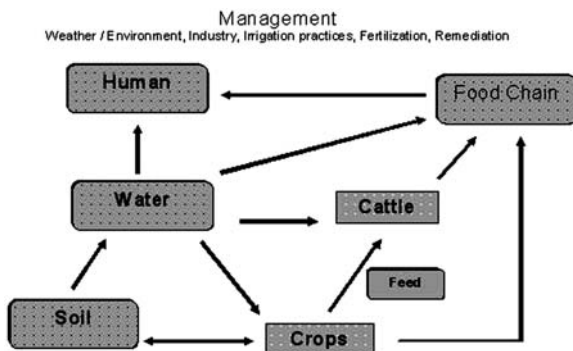 Management
Weather / Environment, Industry, Irrigation practices, Fertilization, Remediation
Human
Food Chain
Water
Cattle
Feed
Soil
Crops